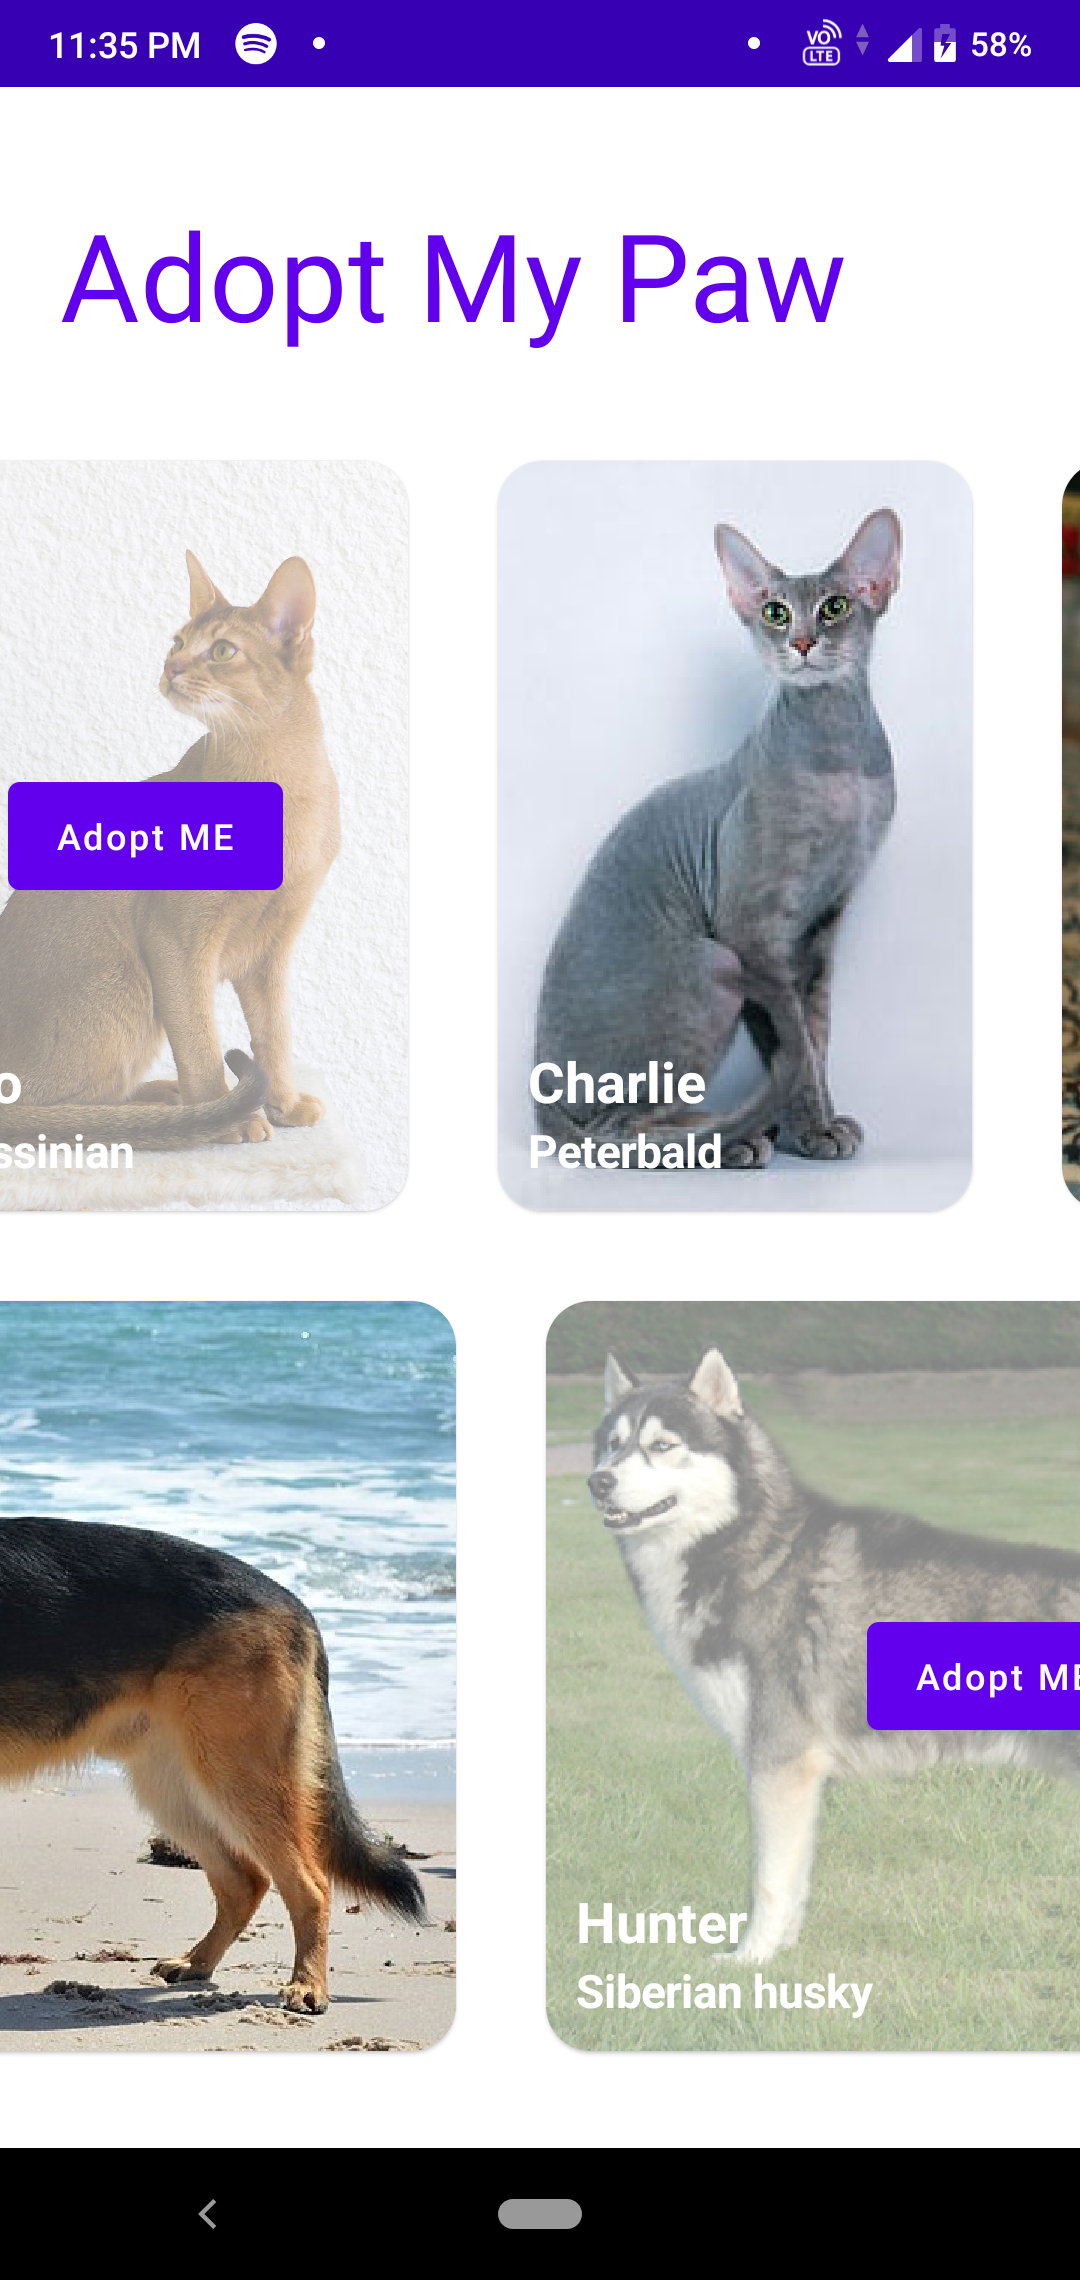 11:35 PM
VO LTE
58%
Adopt My Paw
Adopt ME
o
ssinian
Charlie
Peterbald
Adopt ME
Hunter
Siberian husky